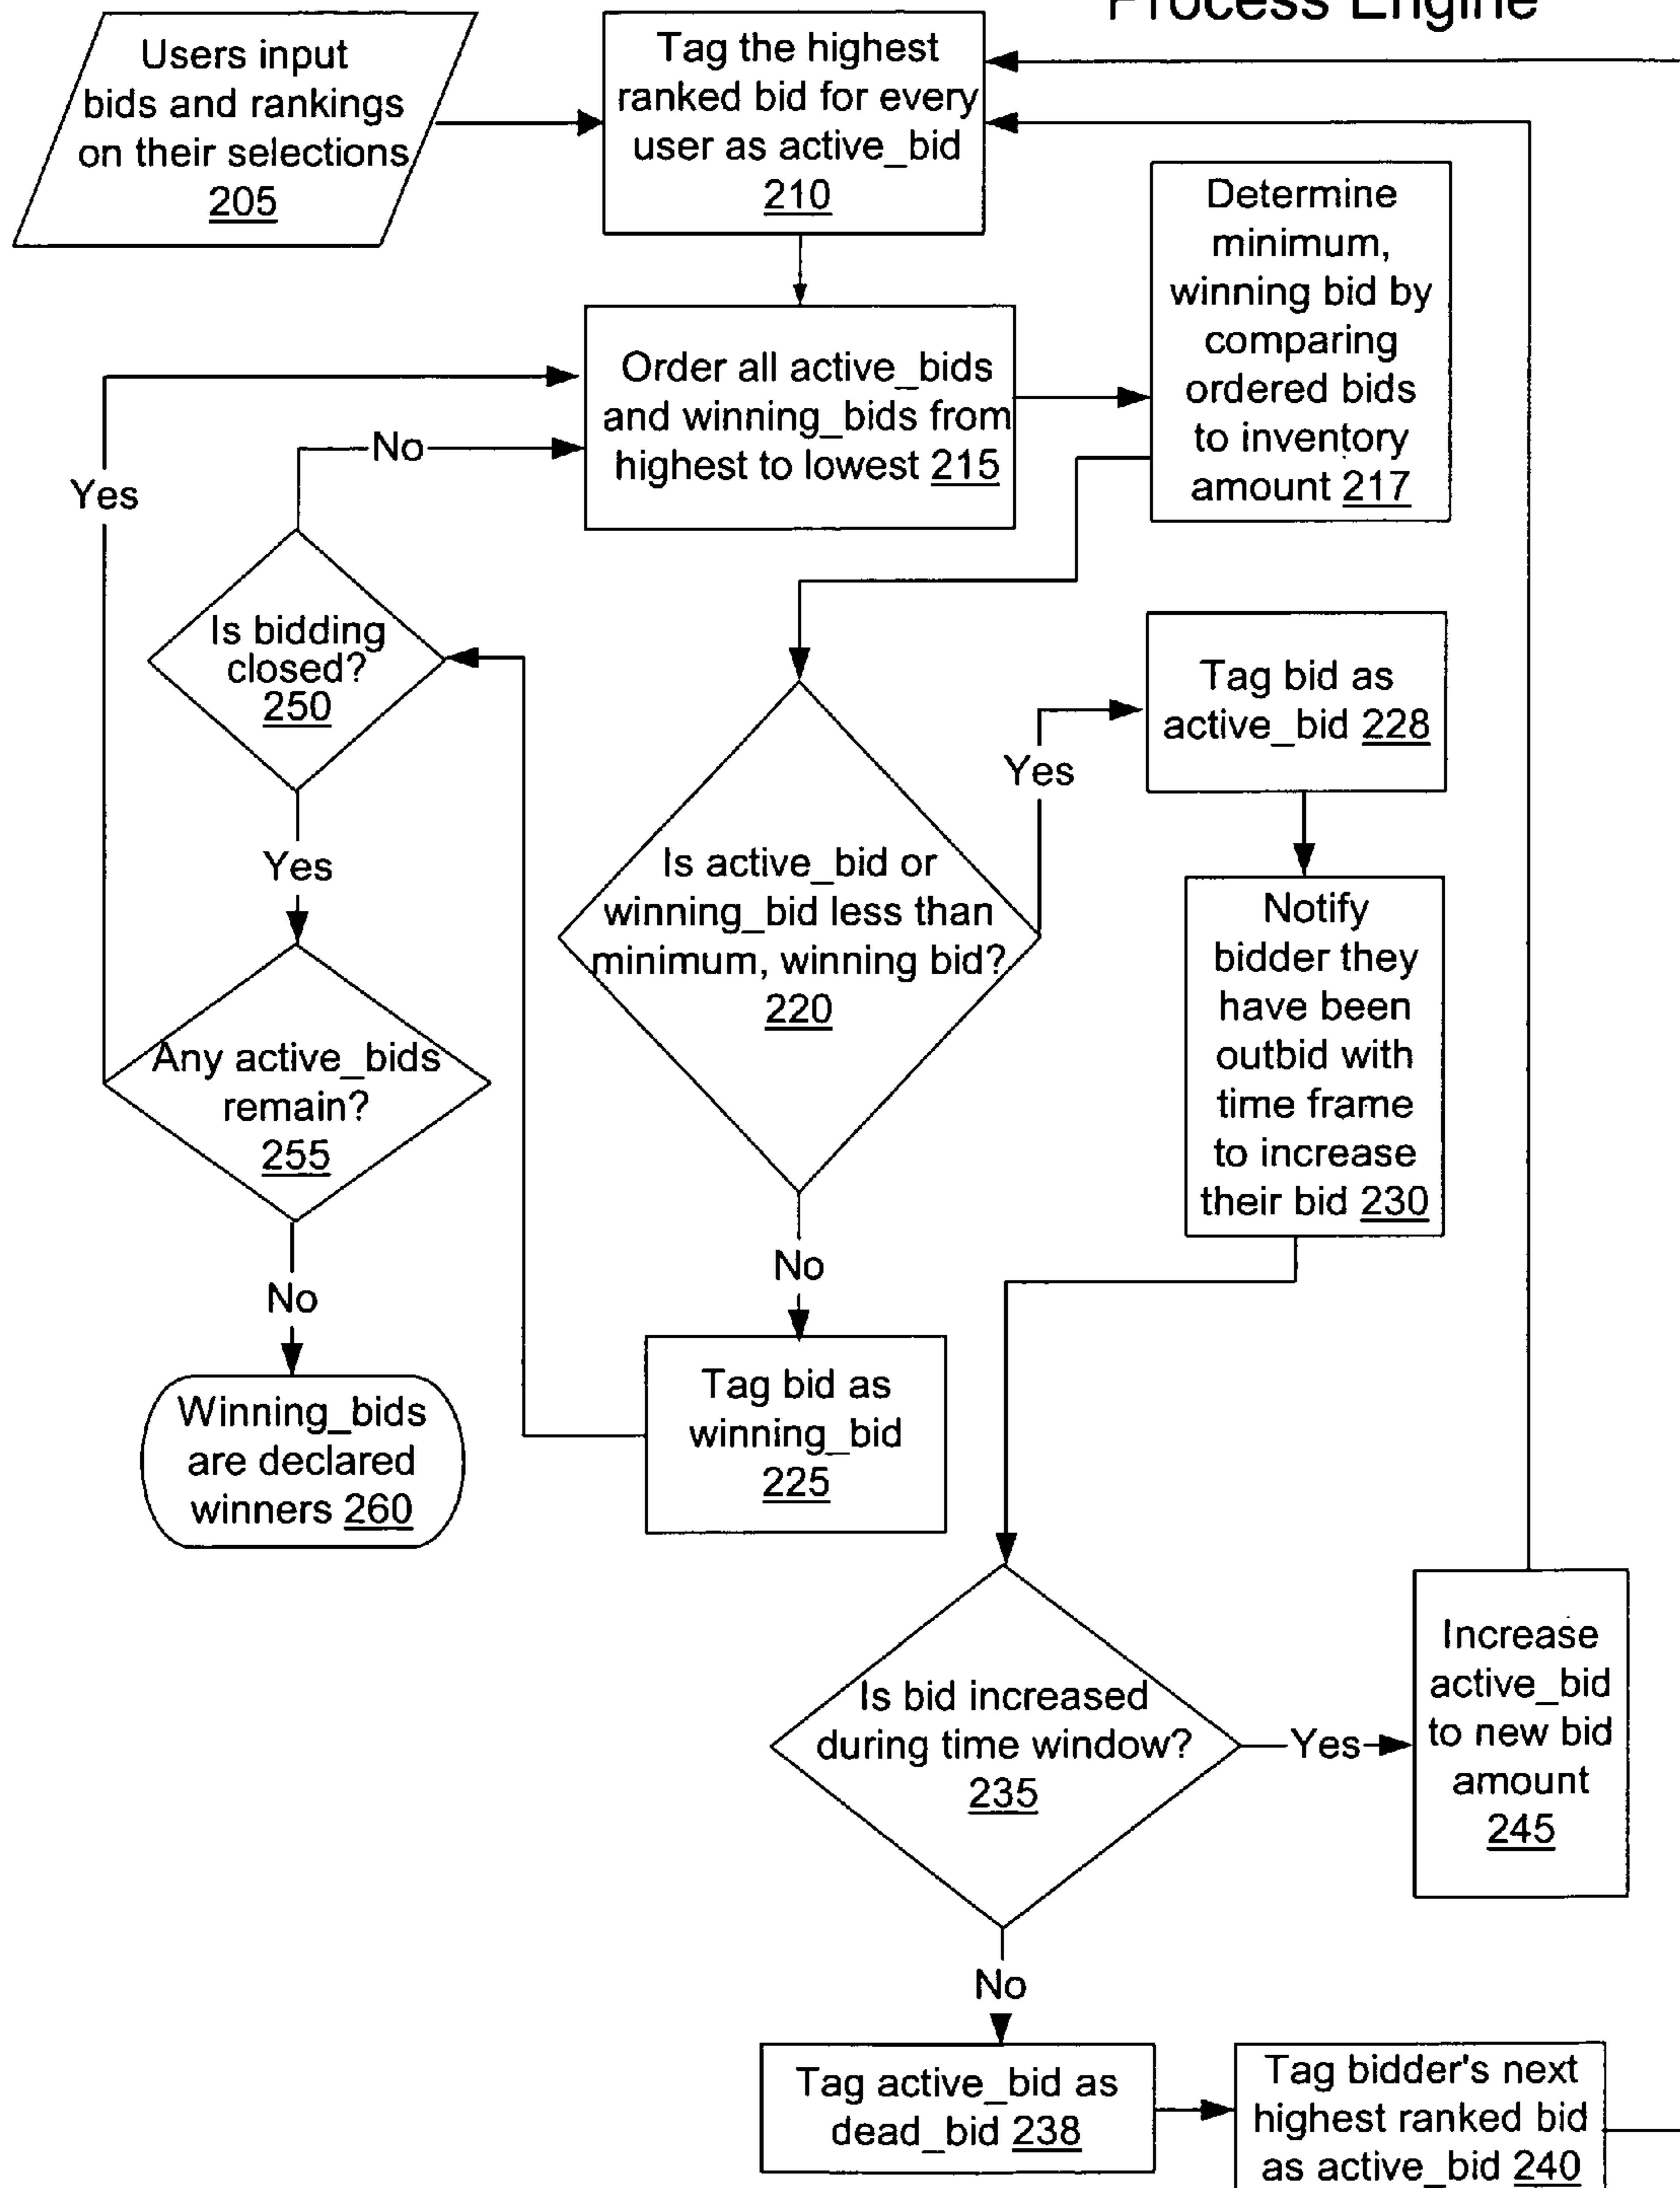 Process Engine
Users input
bids and rankings
on their selections
205
Tag the highest
ranked bid for every
user as active_bid
210
Determine
minimum,
winning bid by
comparing
ordered bids
to inventory
amount 217
Order all active_bids
and winning_bids from
highest to lowest 215
No
Yes
Is bidding
closed?
250
Tag bid as
active_bid 228
Yes
Yes
Is active_bid or
winning_bid less than
minimum, winning bid?
220
Notify
bidder they
have been
outbid with
time frame
to increase
their bid 230
Any active_bids
remain?
255
No
No
Winning_bids
are declared
winners 260
Tag bid as
winning_bid
225
Is bid increased
during time window?
235
Yes
Increase
active_bid
to new bid
amount
245
No
Tag active_bid as
dead_bid 238
Tag bidder's next
highest ranked bid
as active_bid 240